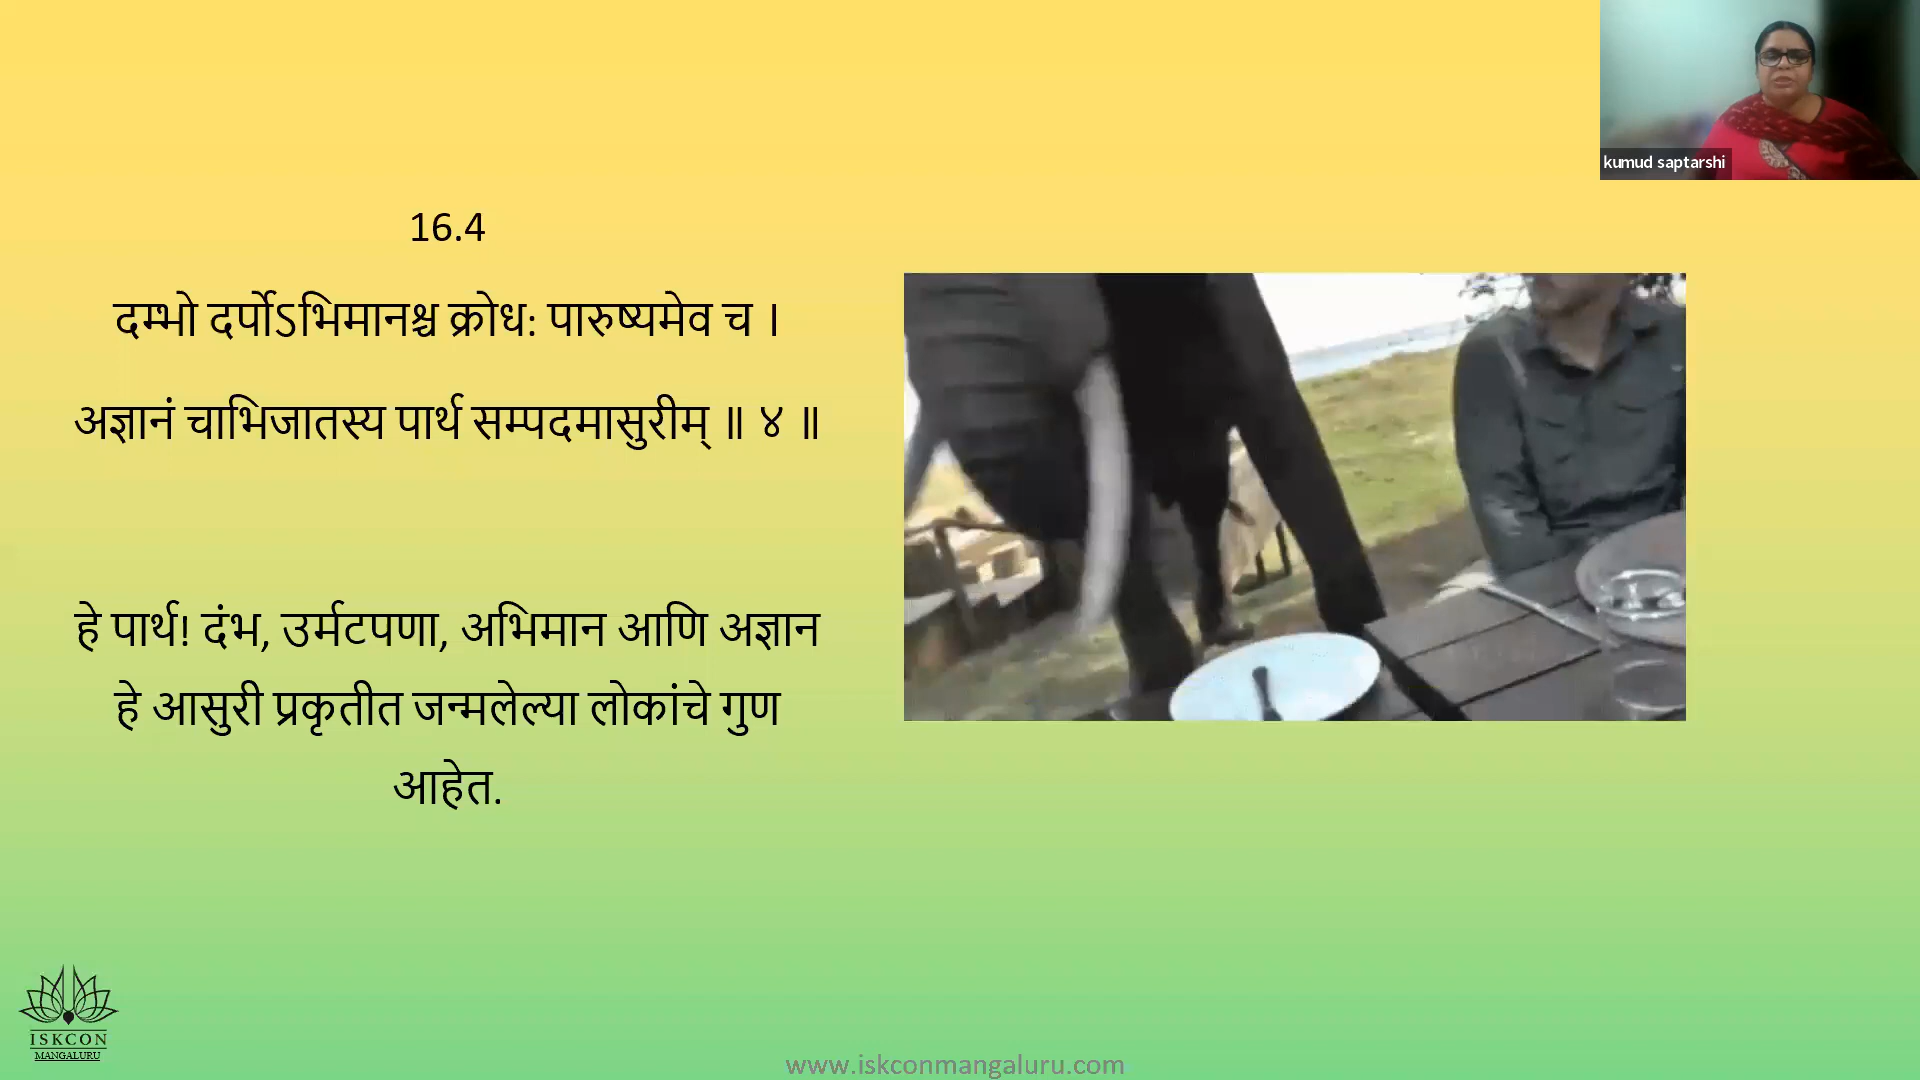 kumud saptarshi
16.4
दम्भो दर्पोऽभिमानश्च क्रोधः पारुष्यमेव च ।
अज्ञानं चाभिजातस्य पार्थ सम्पदमासुरीम् ॥ ४ ॥
हे पार्थ! दंभ, उर्मटपणा, अभिमान आणि अज्ञान
हे आसुरी प्रकृतीत जन्मलेल्या लोकांचे गुण
आहेत.
ISKCON
MANGALURU
www.iskconmangaluru.com